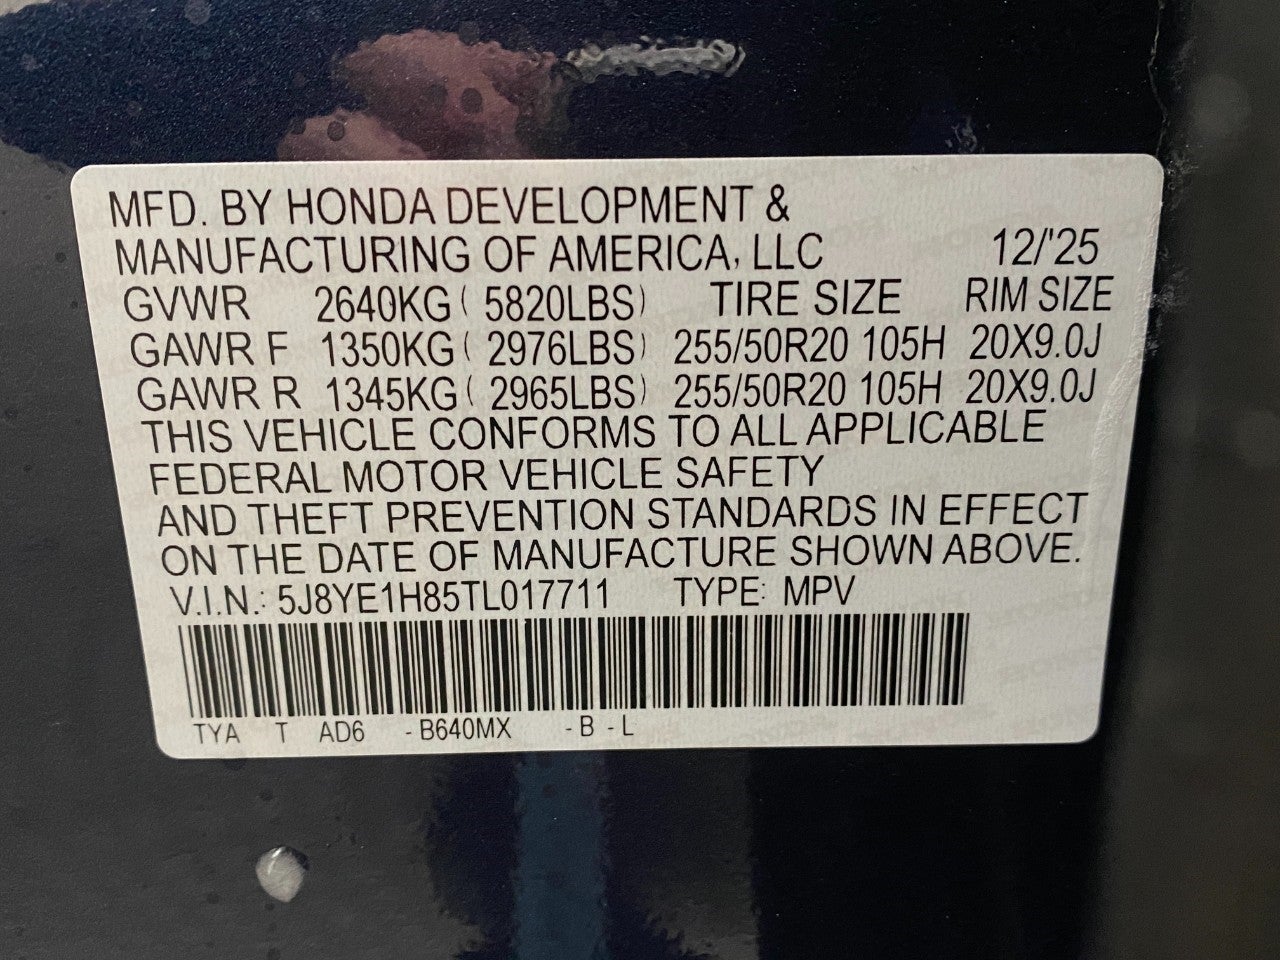 MFD. BY HONDA DEVELOPMENT &
MANUFACTURING OF AMERICA, LLC 12/'25
GVWR 2640KG ( 5820LBS) TIRE SIZE RIM SIZE
GAWR F 1350KG ( 2976LBS) 255/50R20 105H 20X9.0J
GAWR R 1345KG ( 2965LBS) 255/50R20 105H 20X9.0J
THIS VEHICLE CONFORMS TO ALL APPLICABLE
FEDERAL MOTOR VEHICLE SAFETY
AND THEFT PREVENTION STANDARDS IN EFFECT
ON THE DATE OF MANUFACTURE SHOWN ABOVE.
V.I.N.: 5J8YE1H85TL017711 TYPE: MPV
TYA T AD6 - B640MX - B - L